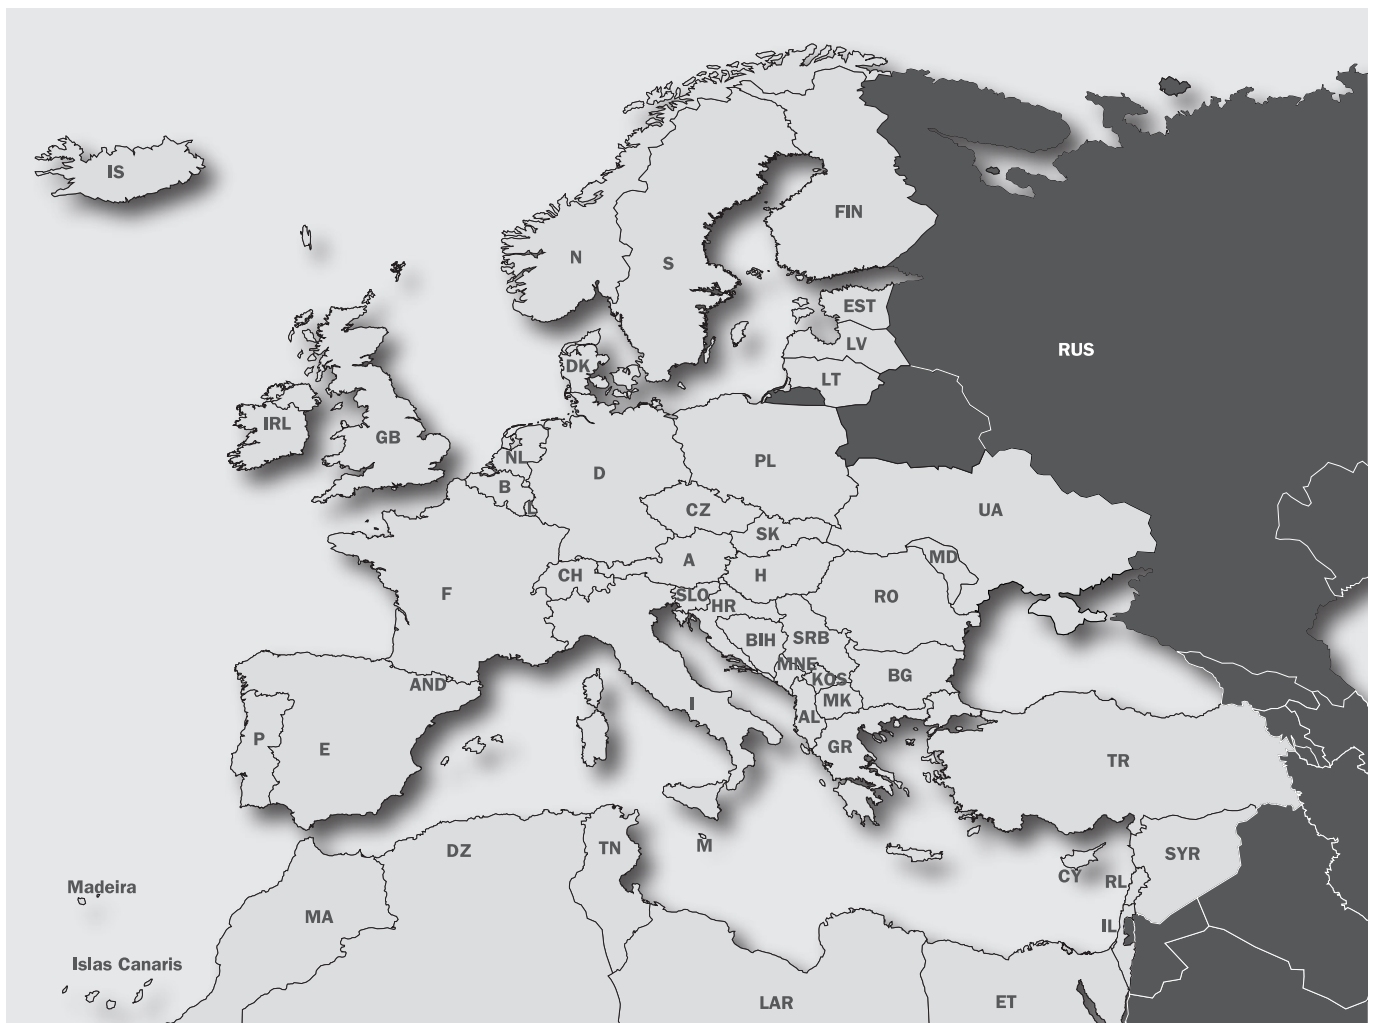 IS
FIN
N
S
EST
RUS
LV
DK
LT
IRL
GB
NL
PL
D
B
L
CZ
UA
SK
MD
A
CH
H
F
RO
SLO
HR
BIH
SRB
MNE
KOS
BG
AND
MK
I
AL
P
E
GR
TR
DZ
TN
M
SYR
CY
RL
Madeira
MA
IL
Islas Canaris
LAR
ET